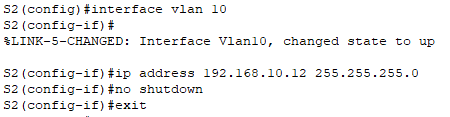 S2(config)#interface vlan 10
S2(config-if)#
%LINK-5-CHANGED: Interface Vlan10, changed state to up
S2(config-if)#ip address 192.168.10.12 255.255.255.0
S2(config-if)#no shutdown
S2(config-if)#exit